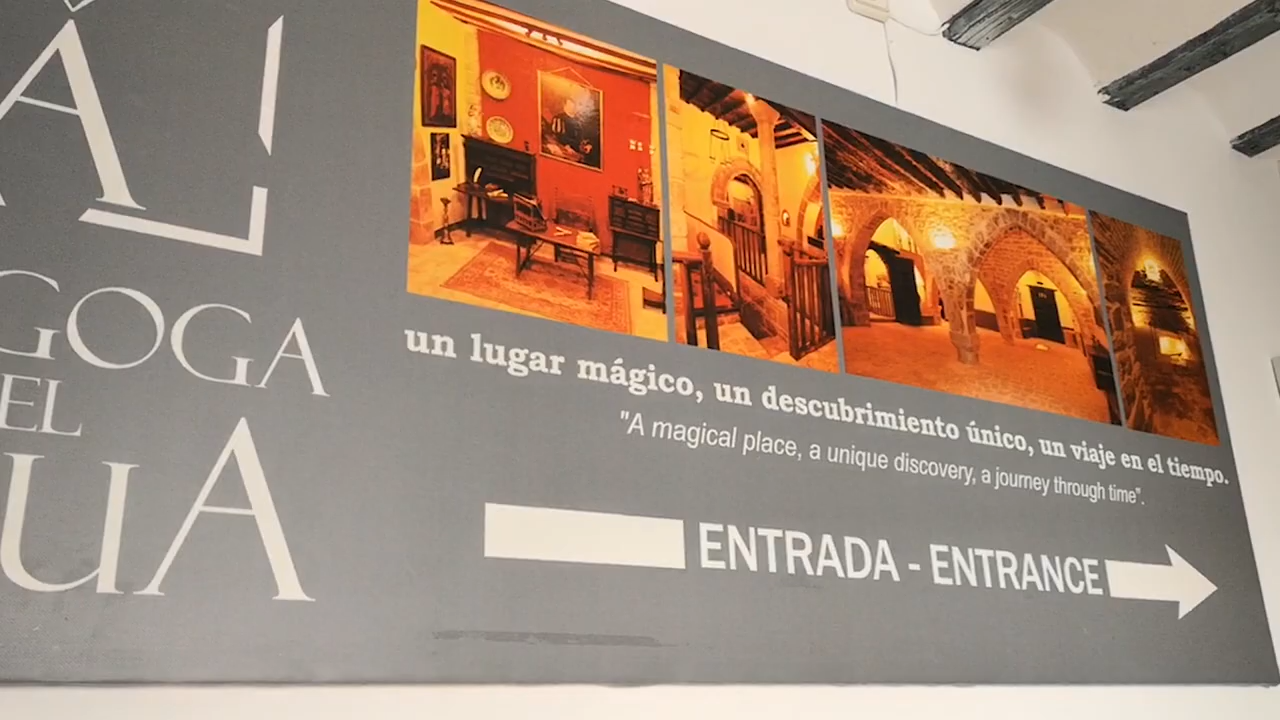 GOGA
EL
UA
un lugar mágico, un descubrimiento único, un viaje en el tiempo.
"A magical place, a unique discovery, a journey through time".
ENTRADA - ENTRANCE